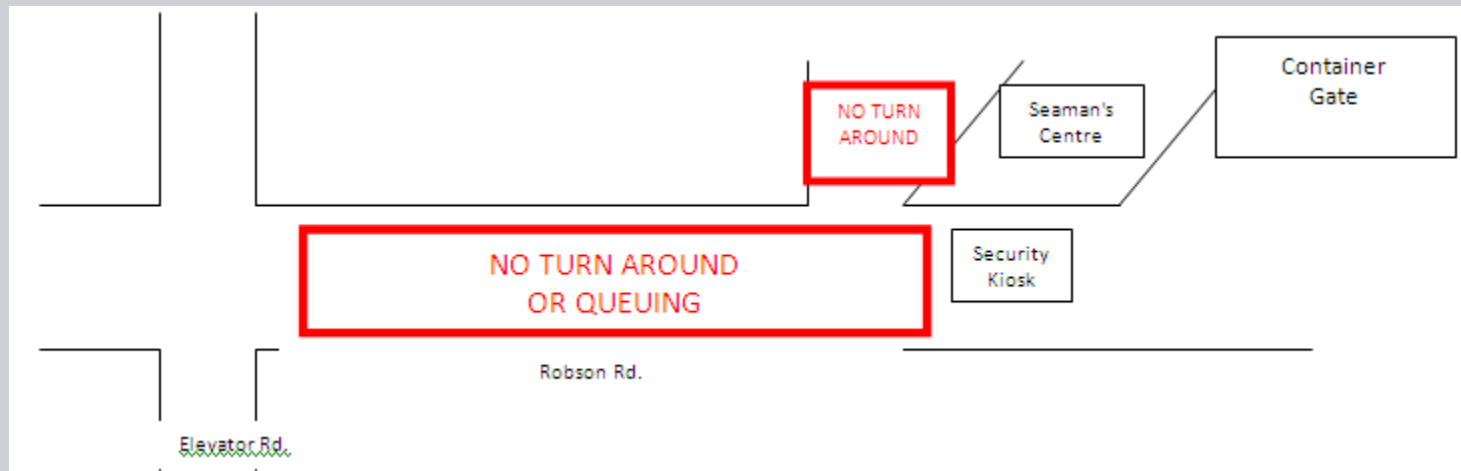 Container
Gate
NO TURN
AROUND
Seaman's
Centre
NO TURN AROUND
OR QUEUING
Security
Kiosk
Robson Rd.
Elevator Rd.